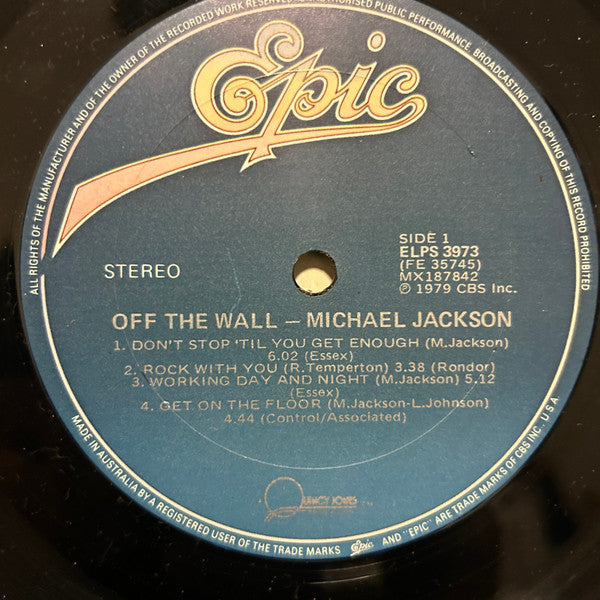 ALL RIGHTS OF THE MANUFACTURER AND OF THE OWNER OF THE RECORDED WORK RESERVED. UNAUTHORISED PUBLIC PERFORMANCE, BROADCASTING AND COPYING OF THIS RECORD PROHIBITED
Epic
STEREO
SIDE 1
ELPS 3973
(FE 35745)
MX187842
℗ 1979 CBS Inc.
OFF THE WALL – MICHAEL JACKSON
1. DON'T STOP 'TIL YOU GET ENOUGH (M.Jackson)
6.02 (Essex)
2. ROCK WITH YOU (R.Temperton) 3.38 (Rondor)
3. WORKING DAY AND NIGHT (M.Jackson) 5.12
(Essex)
4. GET ON THE FLOOR (M.Jackson-L.Johnson)
4.44 (Control/Associated)
QUINCY JONES ™
MADE IN AUSTRALIA BY A REGISTERED USER OF THE TRADE MARKS Epic AND "EPIC" ARE TRADE MARKS OF CBS INC. U.S.A.